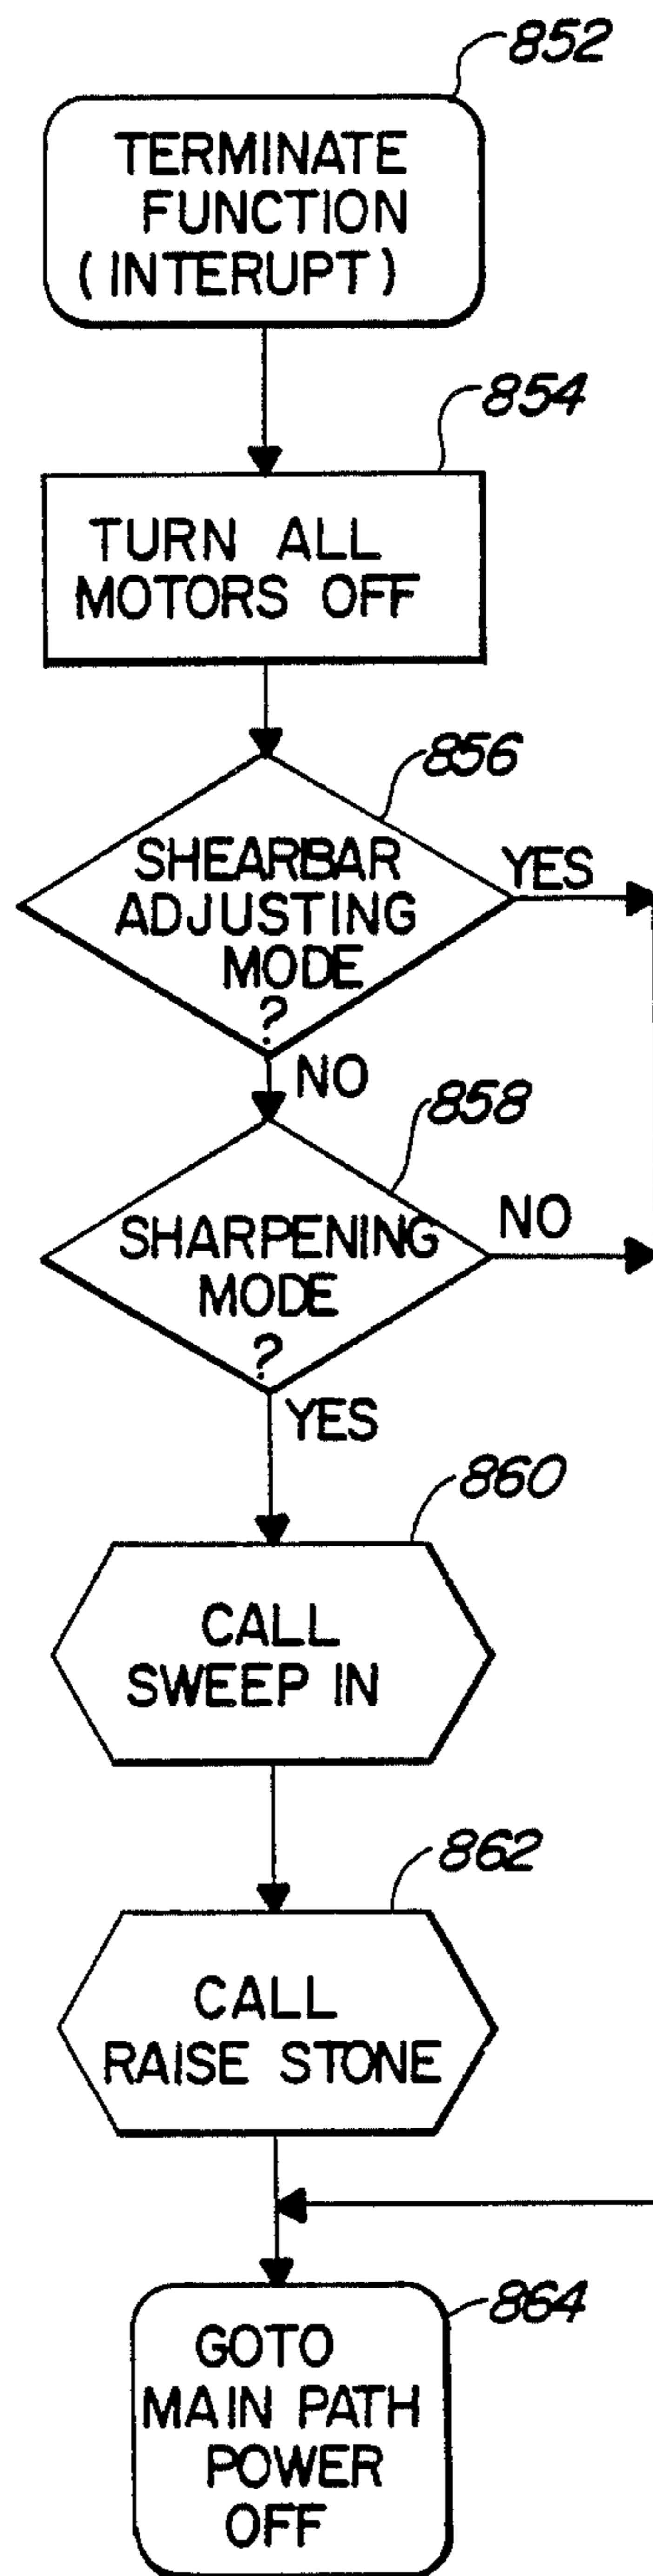 852
TERMINATE
FUNCTION
(INTERUPT)
854
TURN ALL
MOTORS OFF
856
SHEARBAR
ADJUSTING
MODE
?
YES
NO
858
SHARPENING
MODE
?
NO
YES
860
CALL
SWEEP IN
862
CALL
RAISE STONE
864
GOTO
MAIN PATH
POWER
OFF